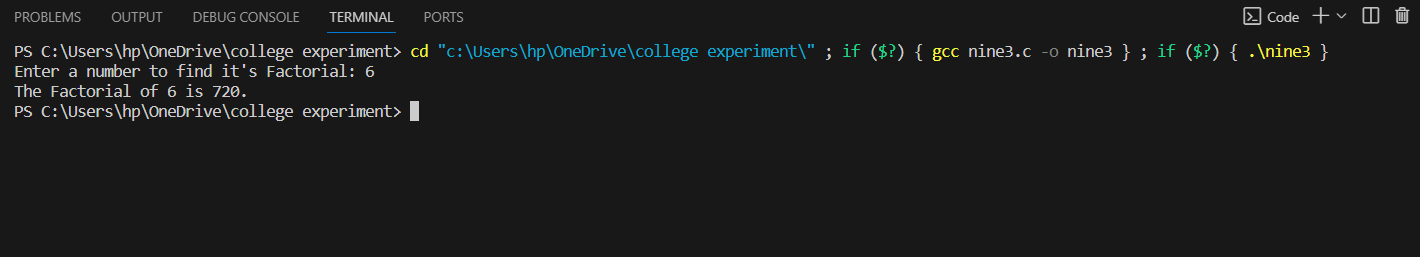 PROBLEMS OUTPUT DEBUG CONSOLE TERMINAL PORTS Code
PS C:\Users\hp\OneDrive\college experiment> cd "c:\Users\hp\OneDrive\college experiment\" ; if ($?) { gcc nine3.c -o nine3 } ; if ($?) { .\nine3 }
Enter a number to find it's Factorial: 6
The Factorial of 6 is 720.
PS C:\Users\hp\OneDrive\college experiment>